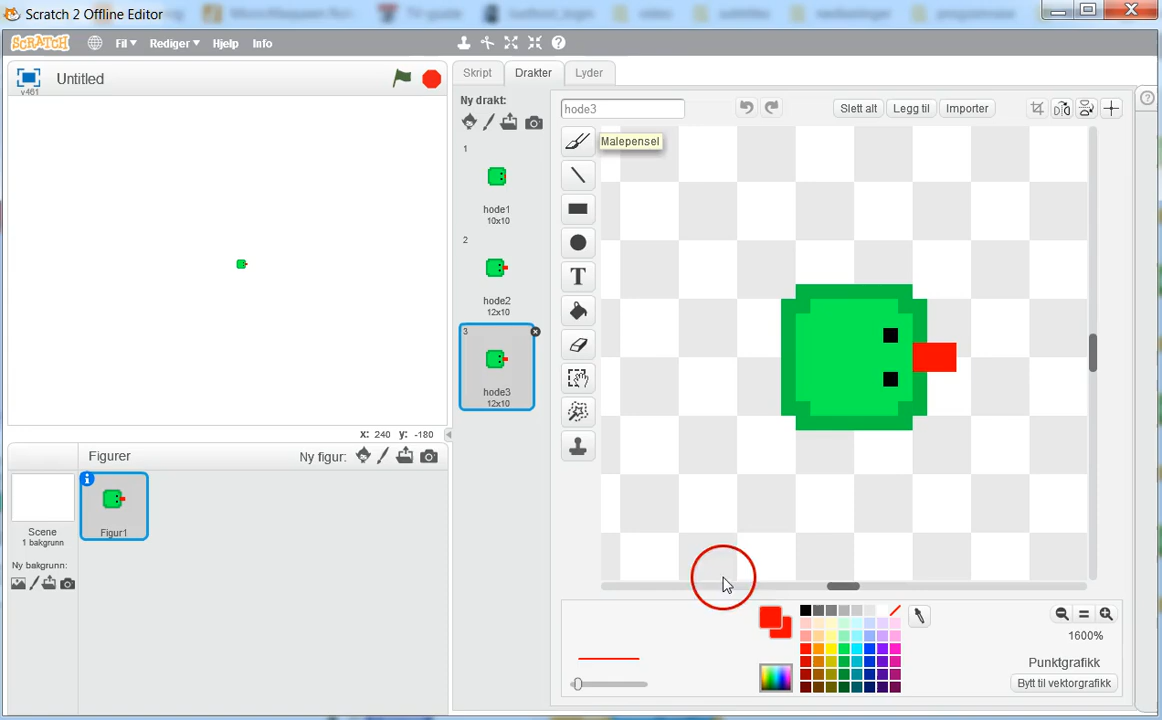 Scratch 2 Offline Editor
SCRATCH
Fil
Rediger
Hjelp
Info
v461
Untitled
Skript
Drakter
Lyder
Ny drakt:
hode3
Slett alt
Legg til
Importer
Malepensel
1
hode1
10x10
2
hode2
12x10
3
hode3
12x10
T
x: 240 y: -180
Figurer
Ny figur:
Scene
1 bakgrunn
Figur1
Ny bakgrunn:
1600%
Punktgrafikk
Bytt til vektorgrafikk